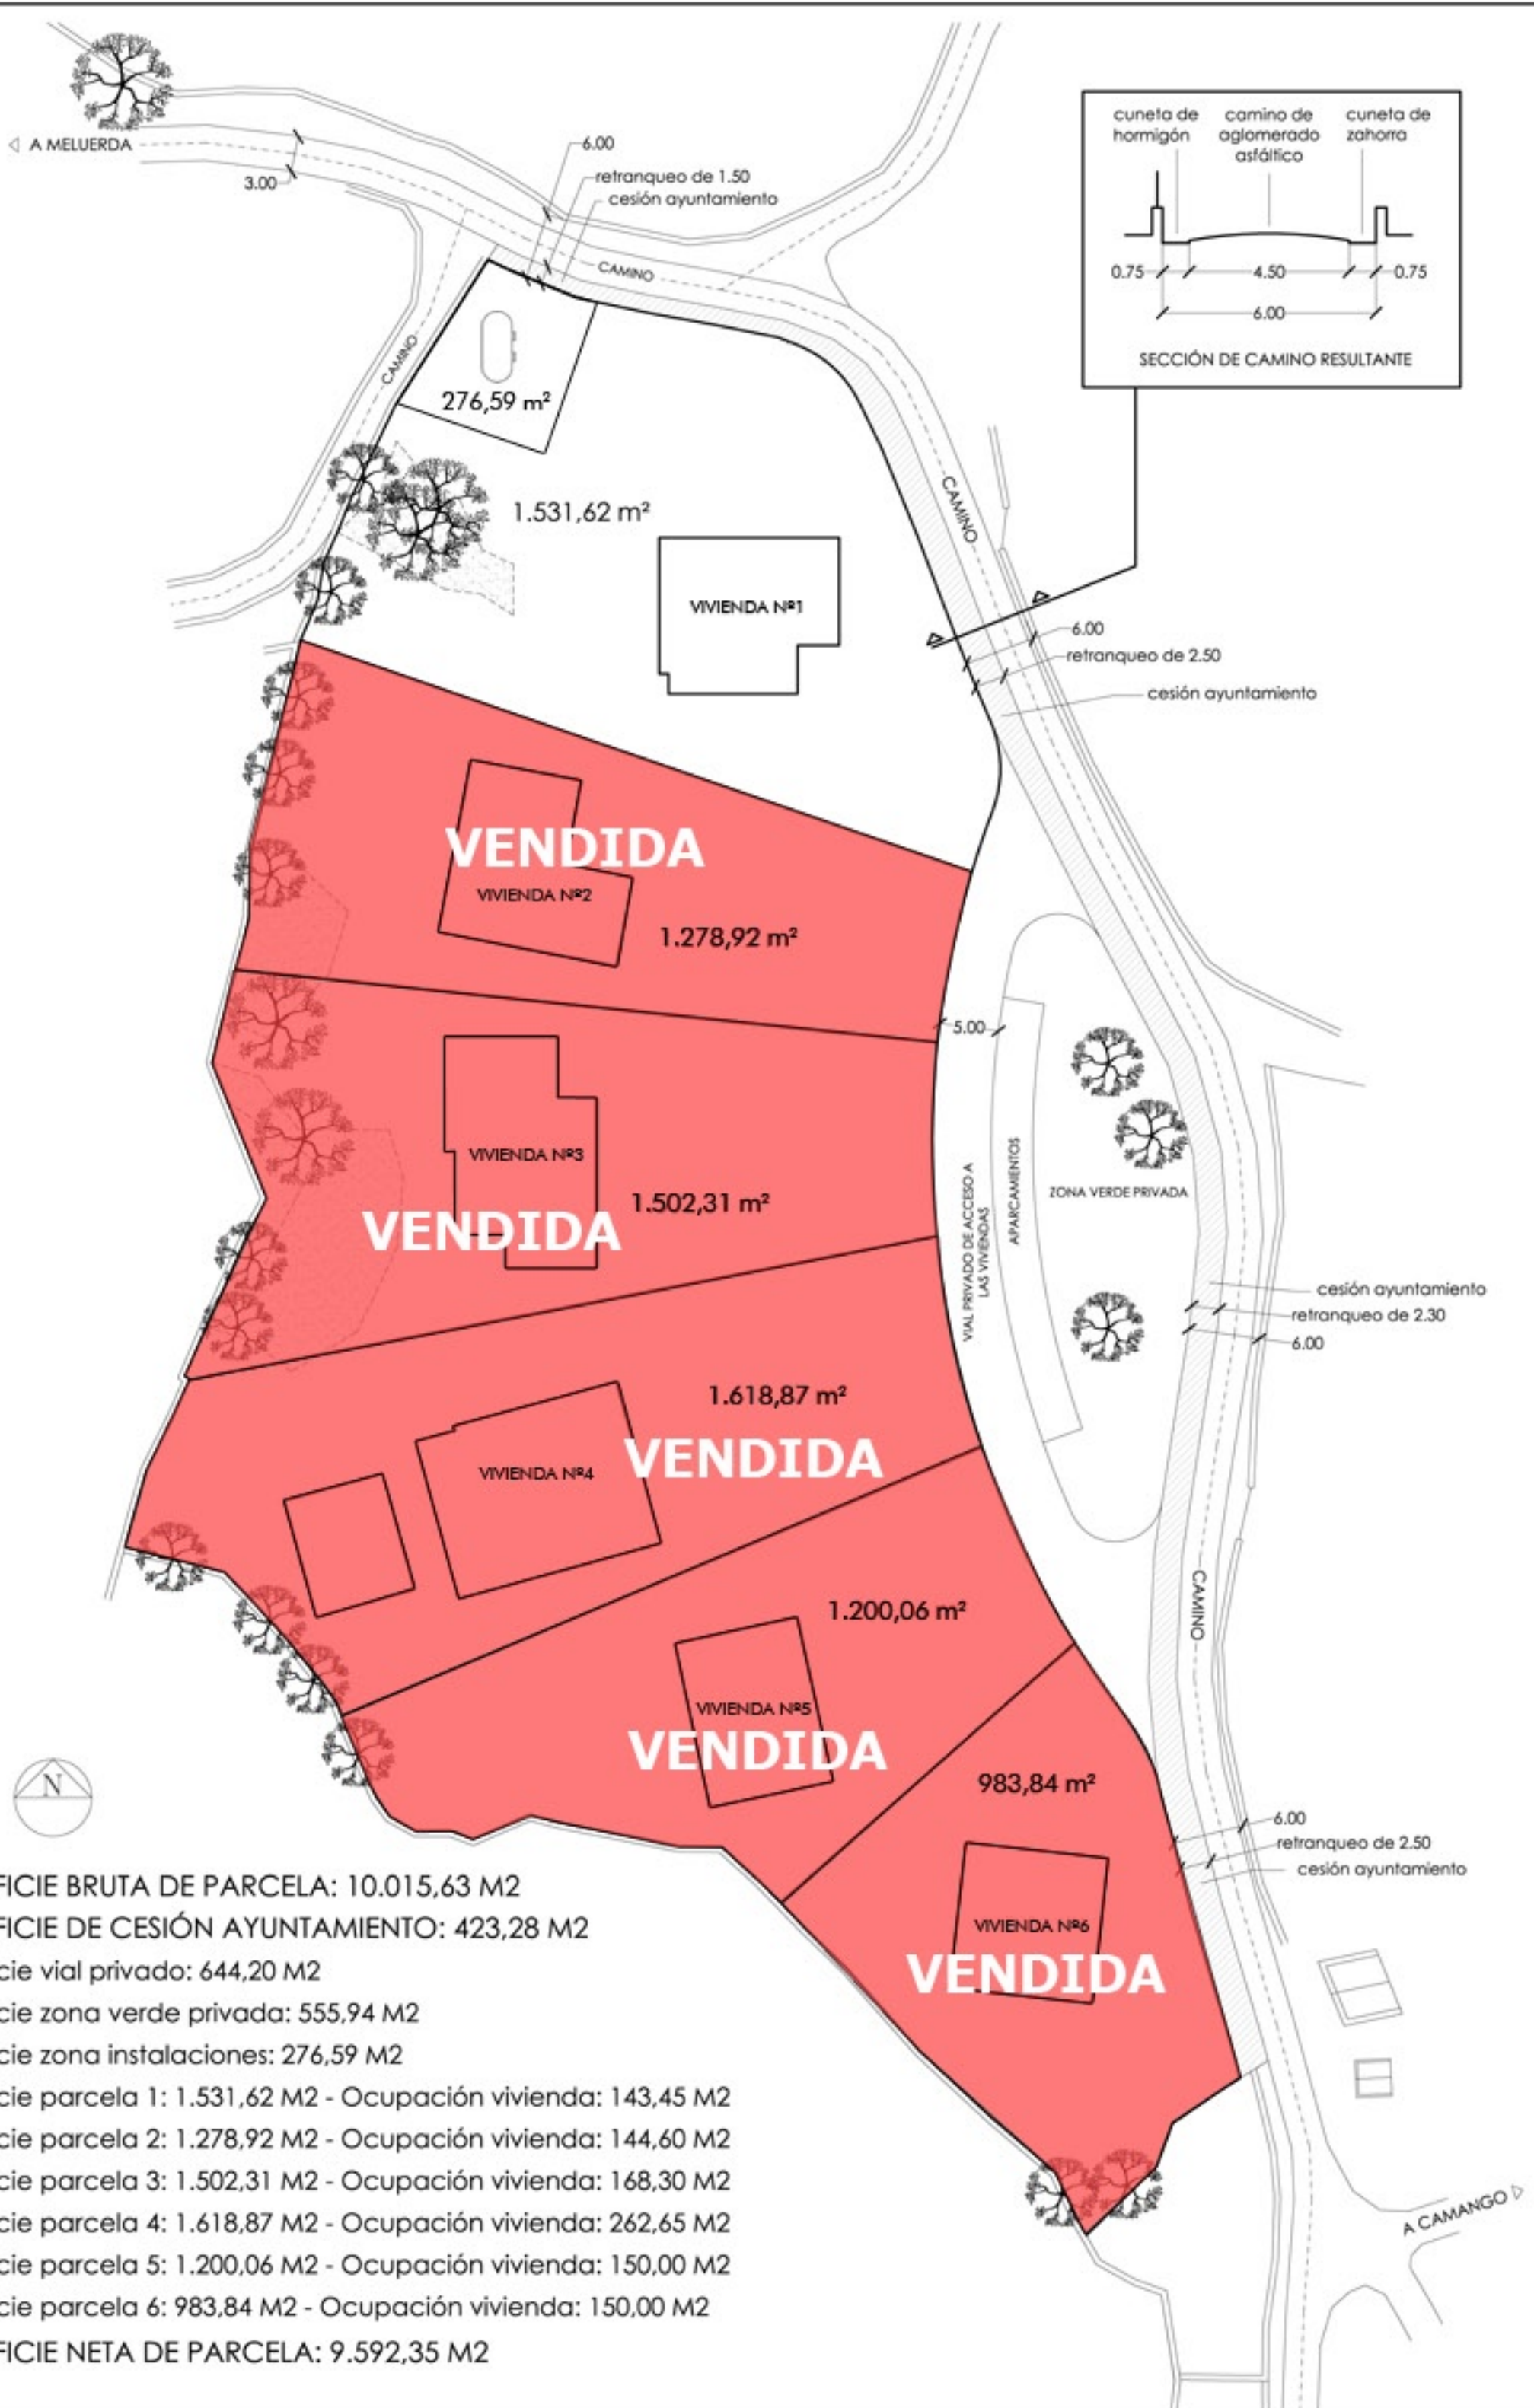 A MELUERDA
3.00
6.00
retranqueo de 1.50
cesión ayuntamiento
CAMINO
CAMINO
cuneta de
hormigón
camino de
aglomerado
asfáltico
cuneta de
zahorra
0.75
4.50
0.75
6.00
SECCIÓN DE CAMINO RESULTANTE
276,59 m²
1.531,62 m²
CAMINO
VIVIENDA Nº1
6.00
retranqueo de 2.50
cesión ayuntamiento
VENDIDA
VIVIENDA Nº2
1.278,92 m²
5.00
VIVIENDA Nº3
1.502,31 m²
VENDIDA
VIAL PRIVADO DE ACCESO A
LAS VIVIENDAS
APARCAMIENTOS
ZONA VERDE PRIVADA
cesión ayuntamiento
retranqueo de 2.30
6.00
1.618,87 m²
VENDIDA
VIVIENDA Nº4
CAMINO
1.200,06 m²
VIVIENDA Nº5
VENDIDA
983,84 m²
6.00
retranqueo de 2.50
cesión ayuntamiento
VIVIENDA Nº6
VENDIDA
A CAMANGO
N
FICIE BRUTA DE PARCELA: 10.015,63 M2
FICIE DE CESIÓN AYUNTAMIENTO: 423,28 M2
cie vial privado: 644,20 M2
cie zona verde privada: 555,94 M2
cie zona instalaciones: 276,59 M2
cie parcela 1: 1.531,62 M2 - Ocupación vivienda: 143,45 M2
cie parcela 2: 1.278,92 M2 - Ocupación vivienda: 144,60 M2
cie parcela 3: 1.502,31 M2 - Ocupación vivienda: 168,30 M2
cie parcela 4: 1.618,87 M2 - Ocupación vivienda: 262,65 M2
cie parcela 5: 1.200,06 M2 - Ocupación vivienda: 150,00 M2
cie parcela 6: 983,84 M2 - Ocupación vivienda: 150,00 M2
FICIE NETA DE PARCELA: 9.592,35 M2